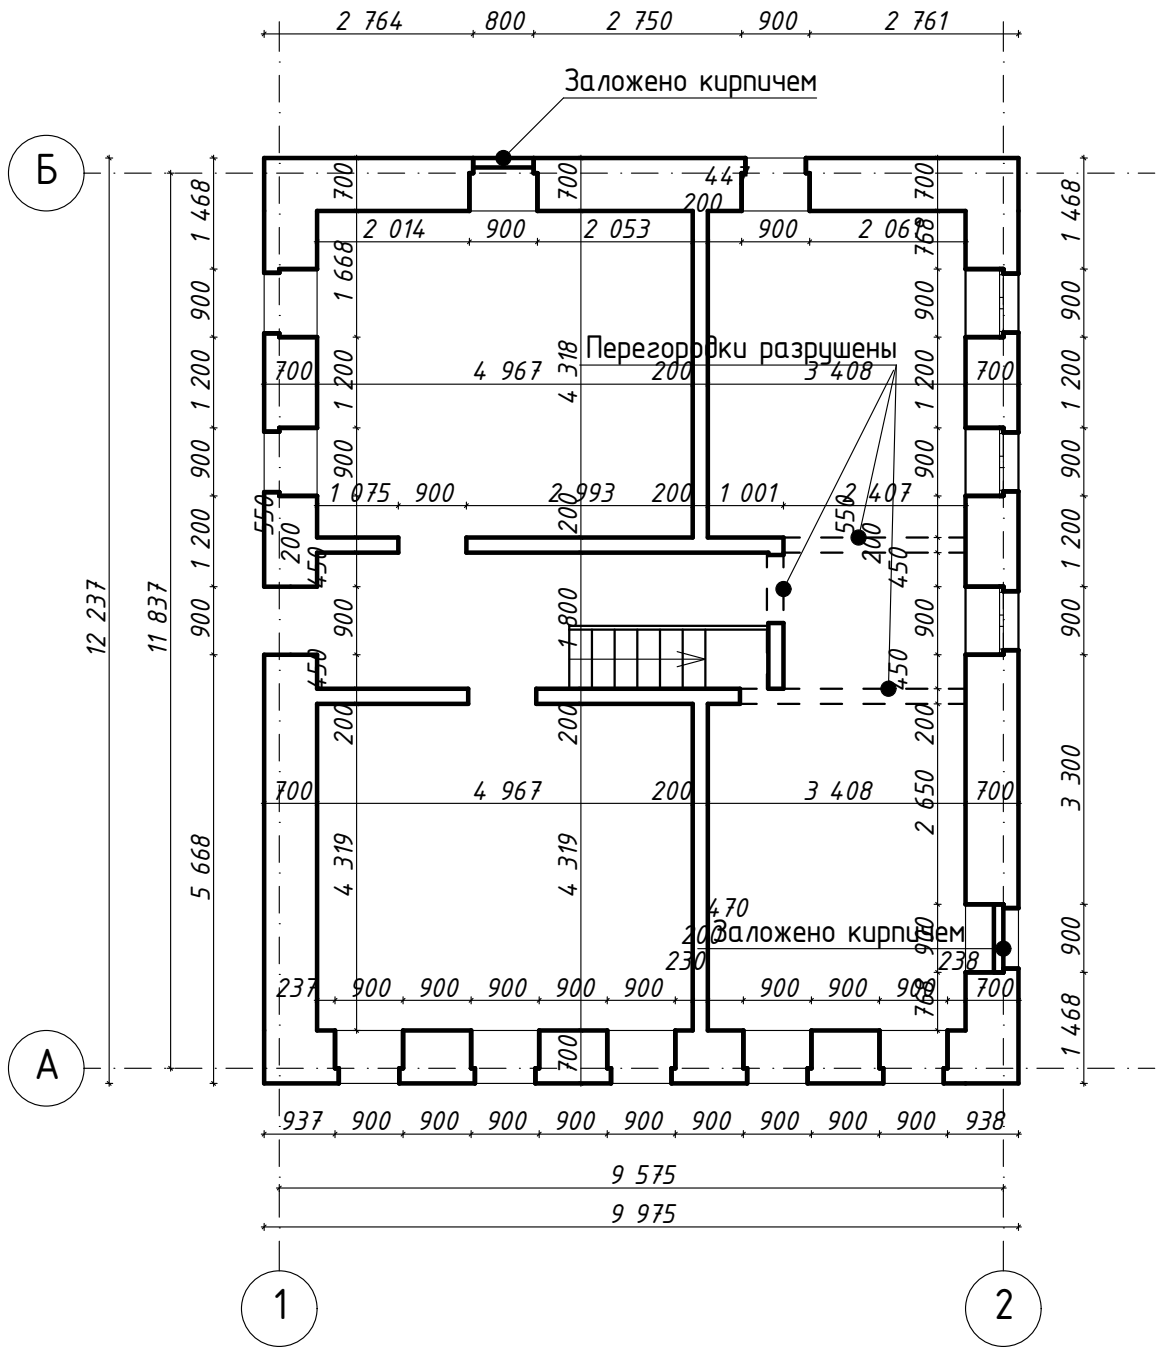 2 764 800 2 750 900 2 761
Заложено кирпичем
Б
700 700 447 700
200
1 468 1 468
2 014 900 2 053 900 2 061
768
1 668
900 900 900
Перегородки разрушены
700 4 967 200 3 408 700
1 200 1 200 4 318 1 200 1 200
900 900 900 900
1 075 900 2 993 200 1 001 2 407
550 200 550
1 200 200 200 1 200
450 450
12 237 11 837
900 900 1 800 900 900
450 450
200 200 200
700 4 967 200 3 408 700
2 650 3 300
5 668 4 319 4 319
470
200 900 900
Заложено кирпичем
230 238
237 900 900 900 900 900 900 900 900 700
768
1 468
700
А
937 900 900 900 900 900 900 900 900 900 938
9 575
9 975
1 2